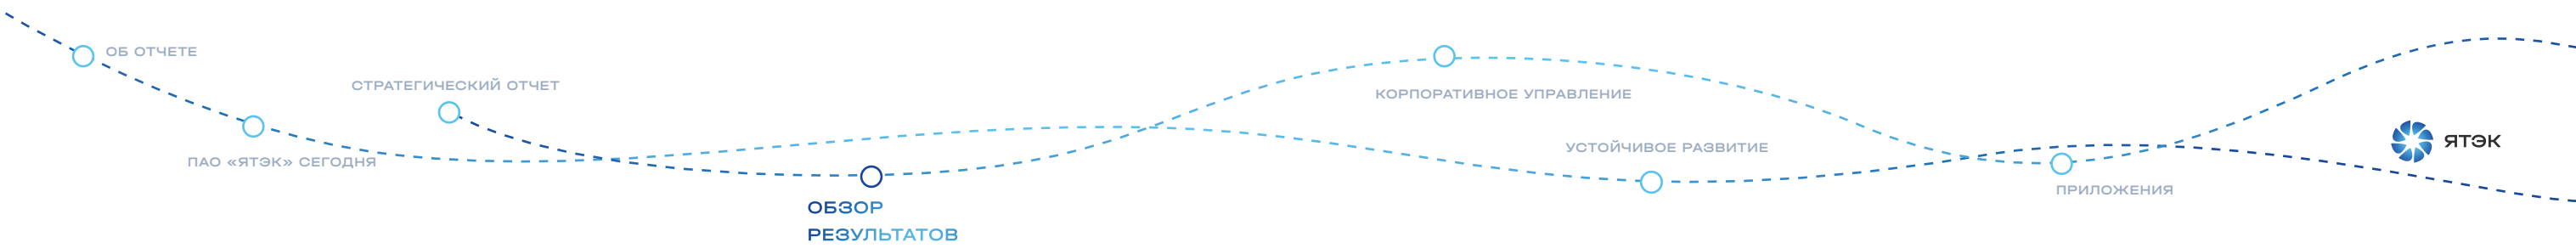 ОБ ОТЧЕТЕ
ПАО «ЯТЭК» СЕГОДНЯ
СТРАТЕГИЧЕСКИЙ ОТЧЕТ
ОБЗОР
РЕЗУЛЬТАТОВ
КОРПОРАТИВНОЕ УПРАВЛЕНИЕ
УСТОЙЧИВОЕ РАЗВИТИЕ
ПРИЛОЖЕНИЯ
ЯТЭК